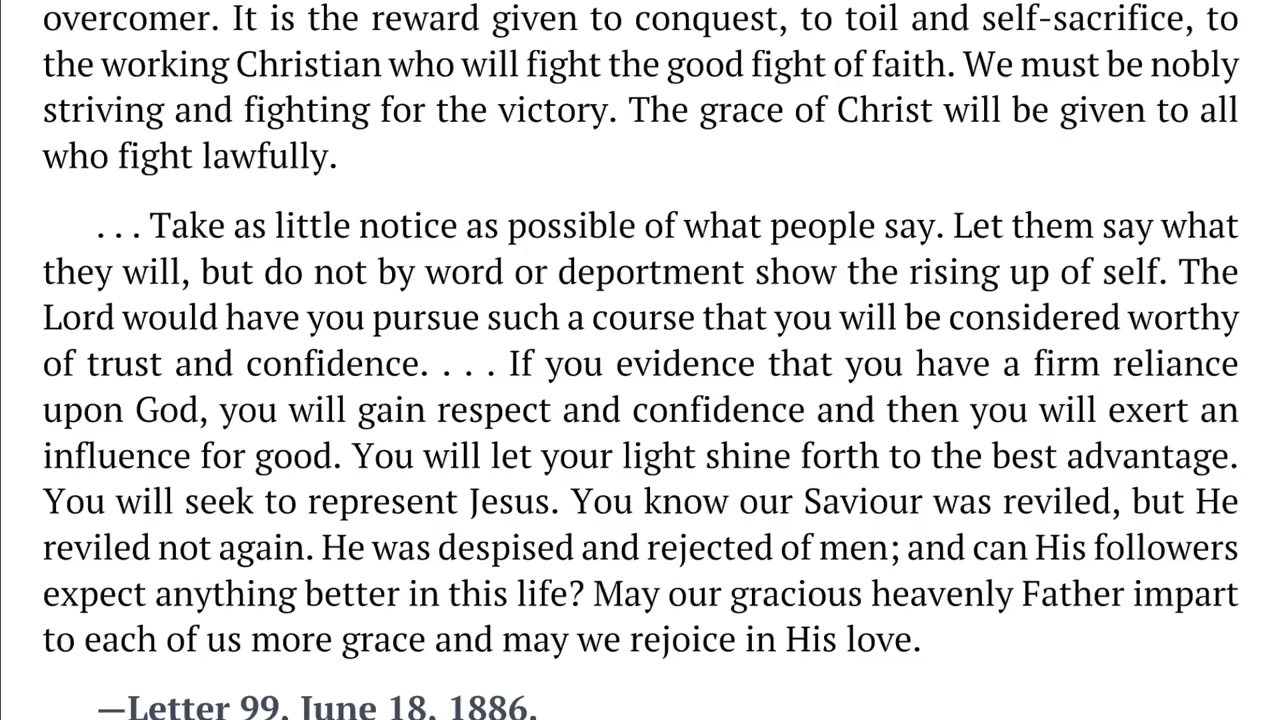 overcomer. It is the reward given to conquest, to toil and self-sacrifice, to
the working Christian who will fight the good fight of faith. We must be nobly
striving and fighting for the victory. The grace of Christ will be given to all
who fight lawfully.
. . . Take as little notice as possible of what people say. Let them say what
they will, but do not by word or deportment show the rising up of self. The
Lord would have you pursue such a course that you will be considered worthy
of trust and confidence. . . . If you evidence that you have a firm reliance
upon God, you will gain respect and confidence and then you will exert an
influence for good. You will let your light shine forth to the best advantage.
You will seek to represent Jesus. You know our Saviour was reviled, but He
reviled not again. He was despised and rejected of men; and can His followers
expect anything better in this life? May our gracious heavenly Father impart
to each of us more grace and may we rejoice in His love.
—Letter 99, June 18, 1886.